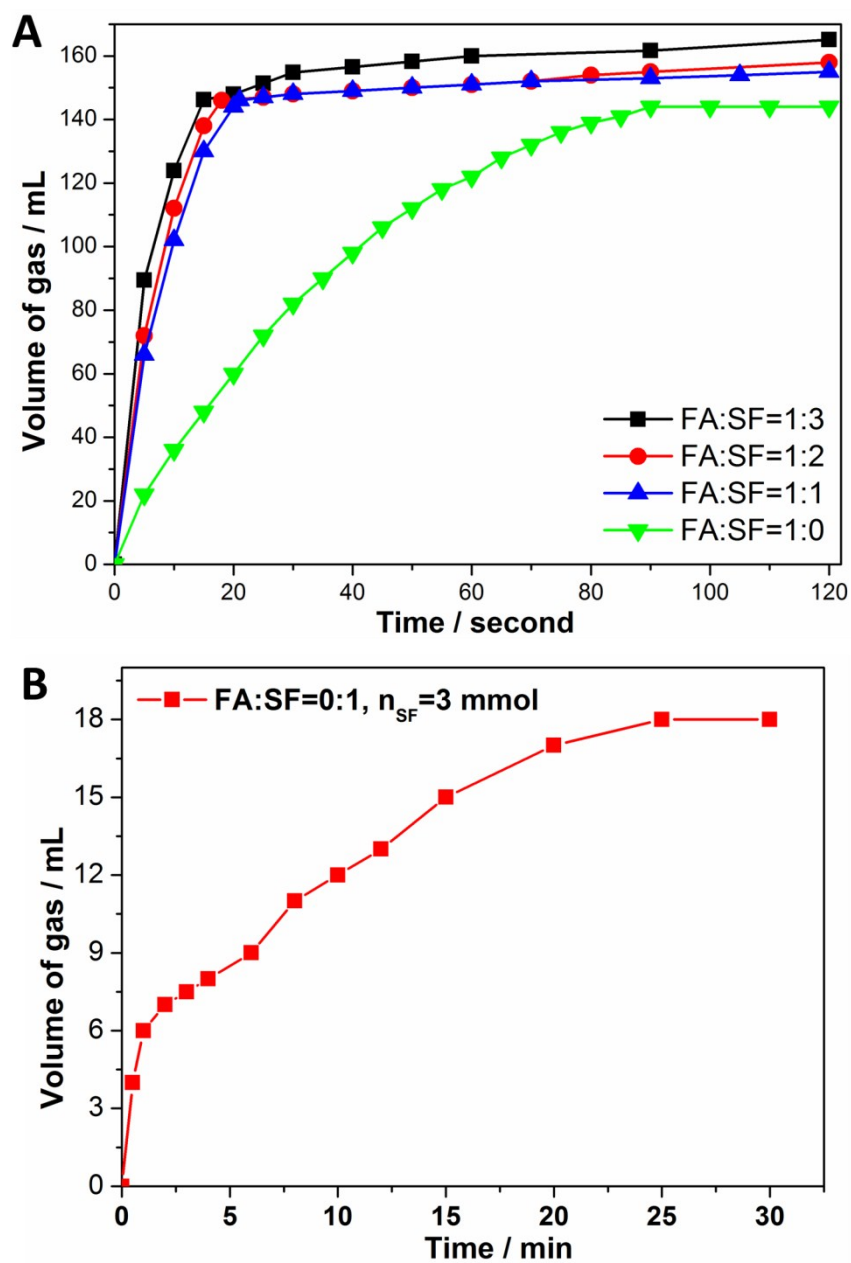 A
Volume of gas / mL
160
140
120
100
80
60
40
20
0
FA:SF=1:3
FA:SF=1:2
FA:SF=1:1
FA:SF=1:0
0 20 40 60 80 100 120
Time / second
B
Volume of gas / mL
18
15
12
9
6
3
0
FA:SF=0:1, nSF=3 mmol
0 5 10 15 20 25 30
Time / min